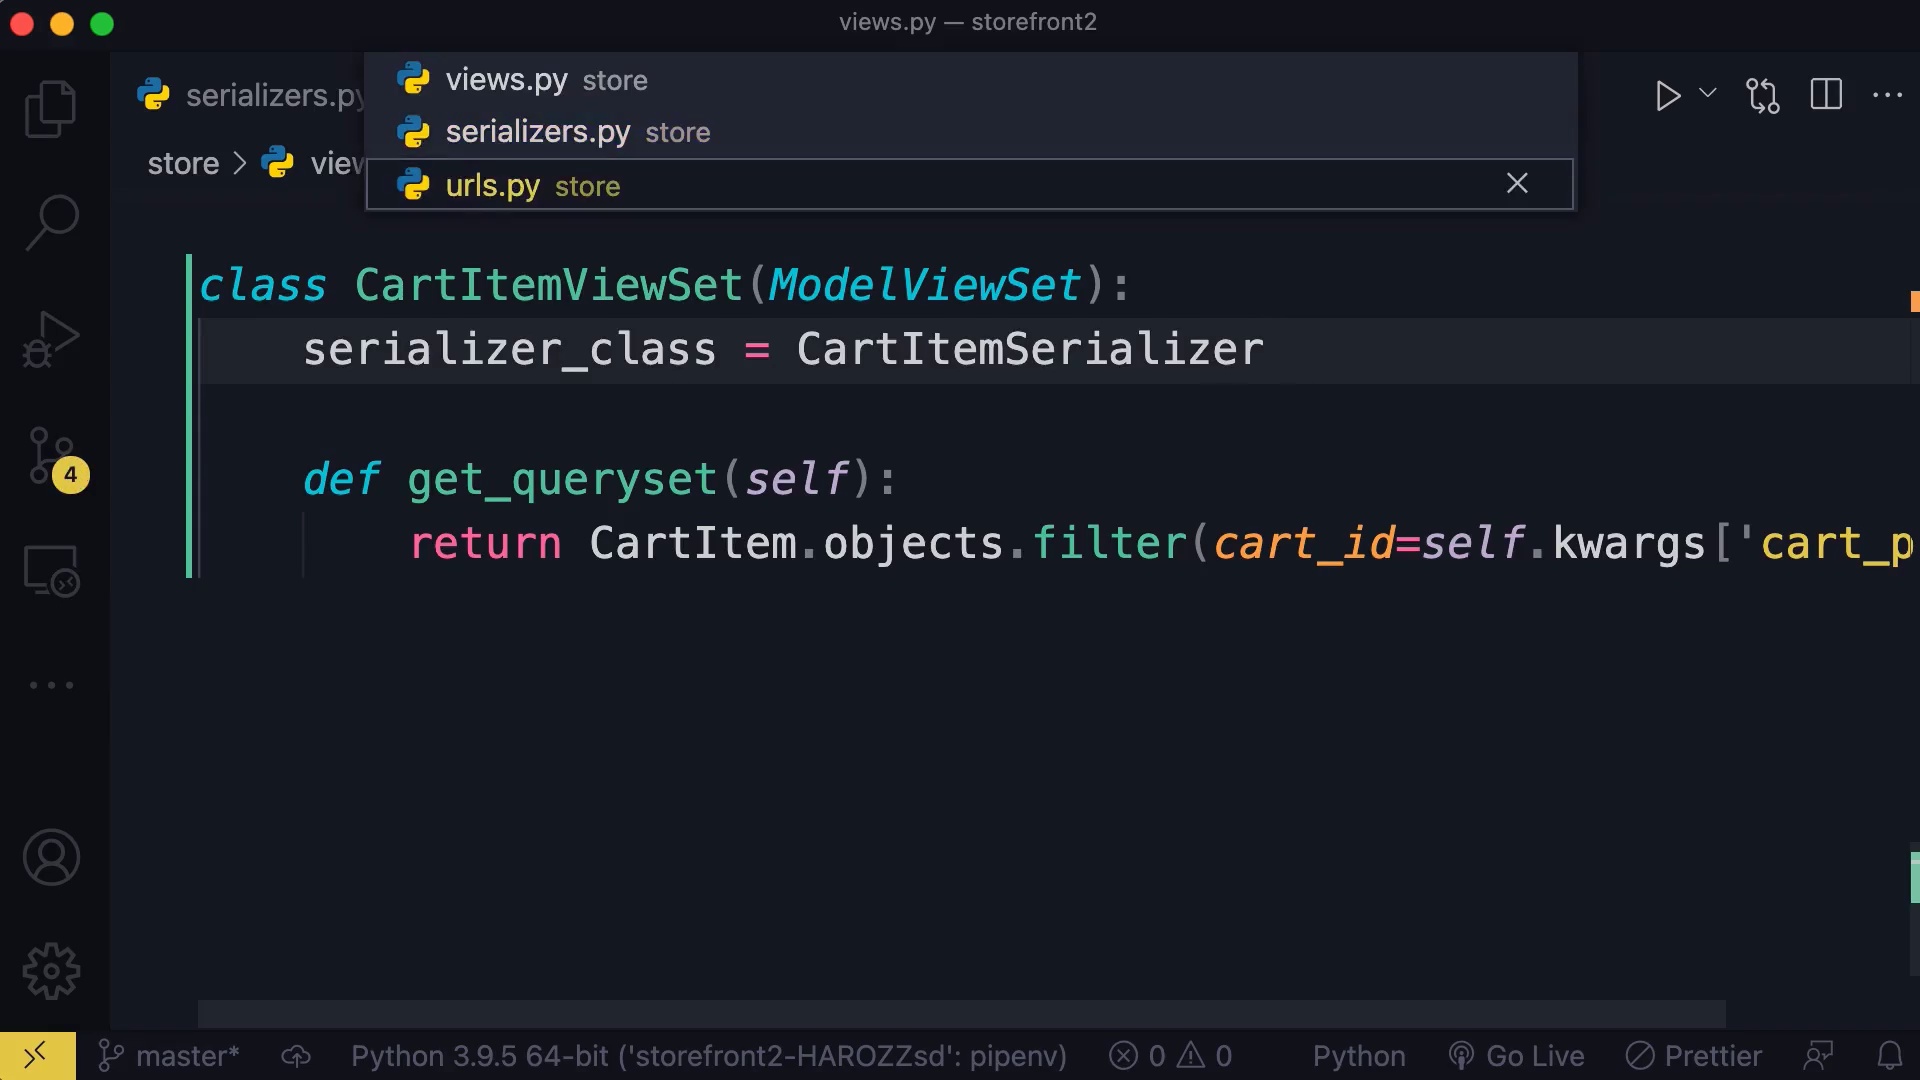 views.py — storefront2
serializers.py
views.py store
serializers.py store
urls.py store
store
class CartItemViewSet(ModelViewSet):
serializer_class = CartItemSerializer
def get_queryset(self):
return CartItem.objects.filter(cart_id=self.kwargs['cart_p
4
master* Python 3.9.5 64-bit ('storefront2-HAROZZsd': pipenv) 0 0 Python Go Live Prettier